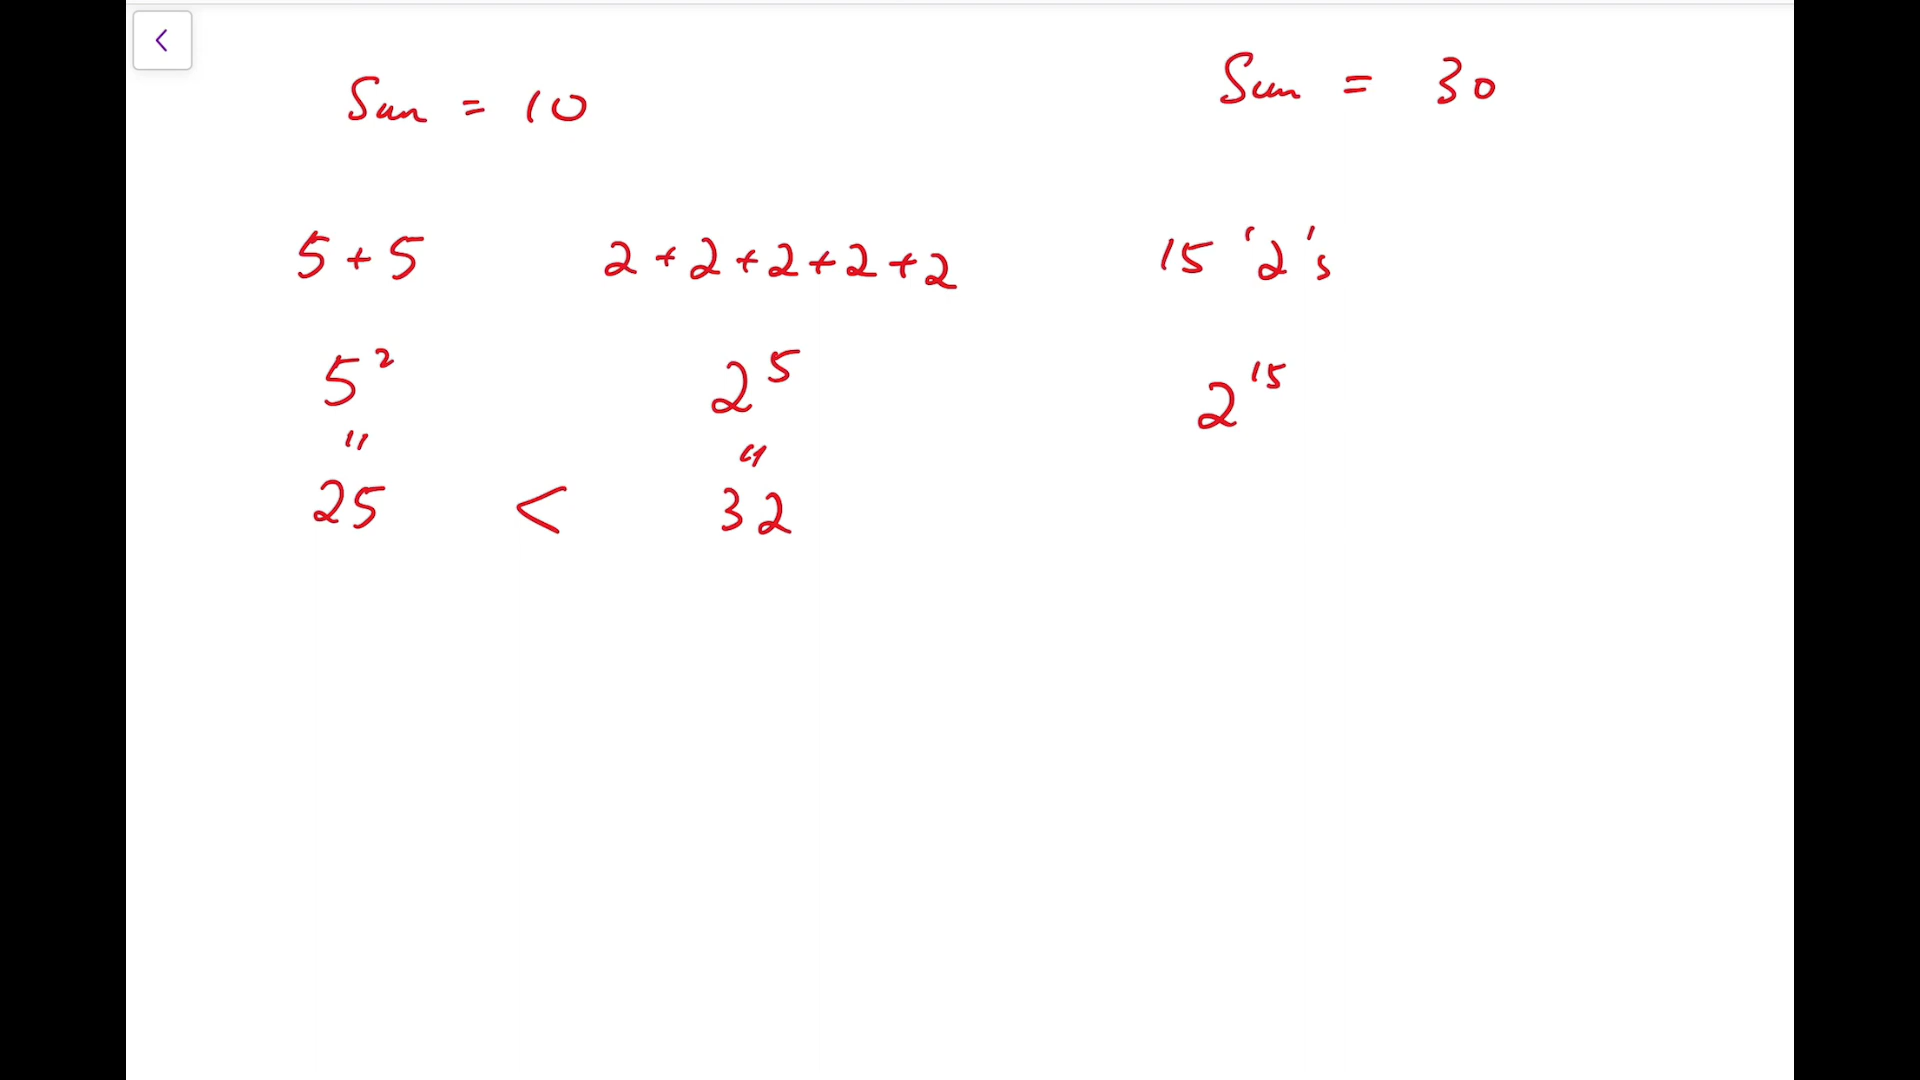 Sum = 10
Sum = 30
5 + 5
2 + 2 + 2 + 2 + 2
15 '2's
5²
2⁵
2¹⁵
"
"
25 < 32